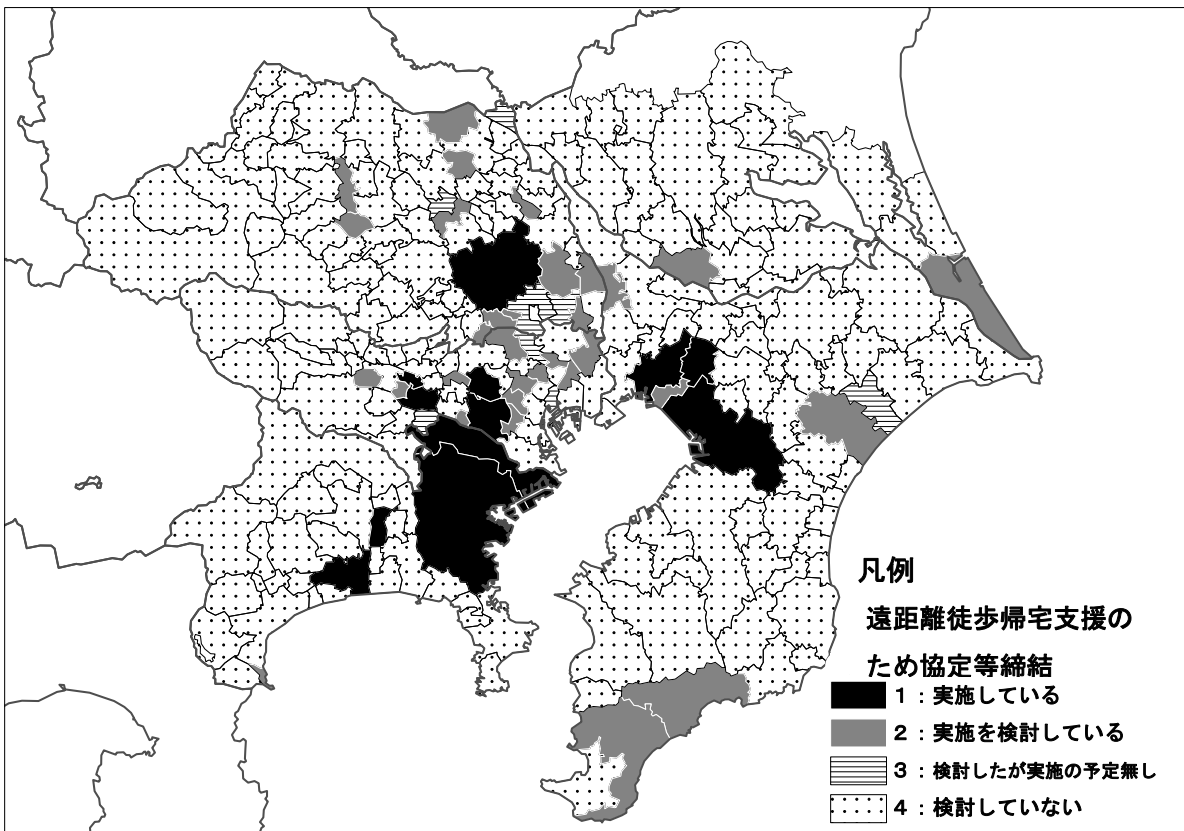 凡例
遠距離徒歩帰宅支援の
ため協定等締結
1：実施している
2：実施を検討している
3：検討したが実施の予定無し
4：検討していない